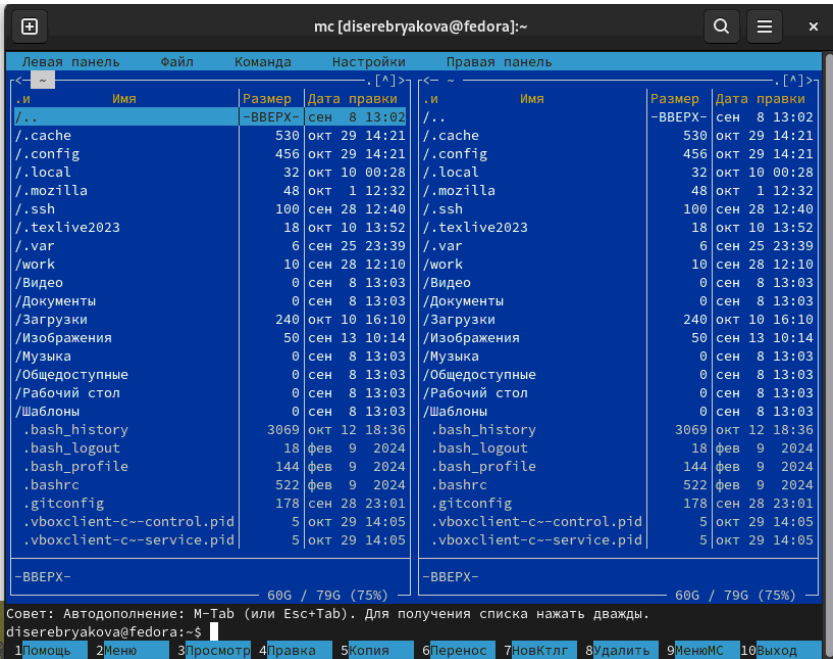 mc [diserebryakova@fedora]:~
Левая панель Файл Команда Настройки Правая панель
<— ~ .[^]> <— ~ .[^]>
.и Имя Размер Дата правки .и Имя Размер Дата правки
/.. -ВВЕРХ- сен 8 13:02 /.. -ВВЕРХ- сен 8 13:02
/.cache 530 окт 29 14:21 /.cache 530 окт 29 14:21
/.config 456 окт 29 14:21 /.config 456 окт 29 14:21
/.local 32 окт 10 00:28 /.local 32 окт 10 00:28
/.mozilla 48 окт 1 12:32 /.mozilla 48 окт 1 12:32
/.ssh 100 сен 28 12:40 /.ssh 100 сен 28 12:40
/.texlive2023 18 окт 10 13:52 /.texlive2023 18 окт 10 13:52
/.var 6 сен 25 23:39 /.var 6 сен 25 23:39
/work 10 сен 28 12:10 /work 10 сен 28 12:10
/Видео 0 сен 8 13:03 /Видео 0 сен 8 13:03
/Документы 0 сен 8 13:03 /Документы 0 сен 8 13:03
/Загрузки 240 окт 10 16:10 /Загрузки 240 окт 10 16:10
/Изображения 50 сен 13 10:14 /Изображения 50 сен 13 10:14
/Музыка 0 сен 8 13:03 /Музыка 0 сен 8 13:03
/Общедоступные 0 сен 8 13:03 /Общедоступные 0 сен 8 13:03
/Рабочий стол 0 сен 8 13:03 /Рабочий стол 0 сен 8 13:03
/Шаблоны 0 сен 8 13:03 /Шаблоны 0 сен 8 13:03
.bash_history 3069 окт 12 18:36 .bash_history 3069 окт 12 18:36
.bash_logout 18 фев 9 2024 .bash_logout 18 фев 9 2024
.bash_profile 144 фев 9 2024 .bash_profile 144 фев 9 2024
.bashrc 522 фев 9 2024 .bashrc 522 фев 9 2024
.gitconfig 178 сен 28 23:01 .gitconfig 178 сен 28 23:01
.vboxclient-c~-control.pid 5 окт 29 14:05 .vboxclient-c~-control.pid 5 окт 29 14:05
.vboxclient-c~-service.pid 5 окт 29 14:05 .vboxclient-c~-service.pid 5 окт 29 14:05
-ВВЕРХ- -ВВЕРХ-
60G / 79G (75%) 60G / 79G (75%)
Совет: Автодополнение: M-Tab (или Esc+Tab). Для получения списка нажать дважды.
diserebryakova@fedora:~$
1Помощь 2Меню 3Просмотр 4Правка 5Копия 6Перенос 7НовКтлг 8Удалить 9МенюМС 10Выход